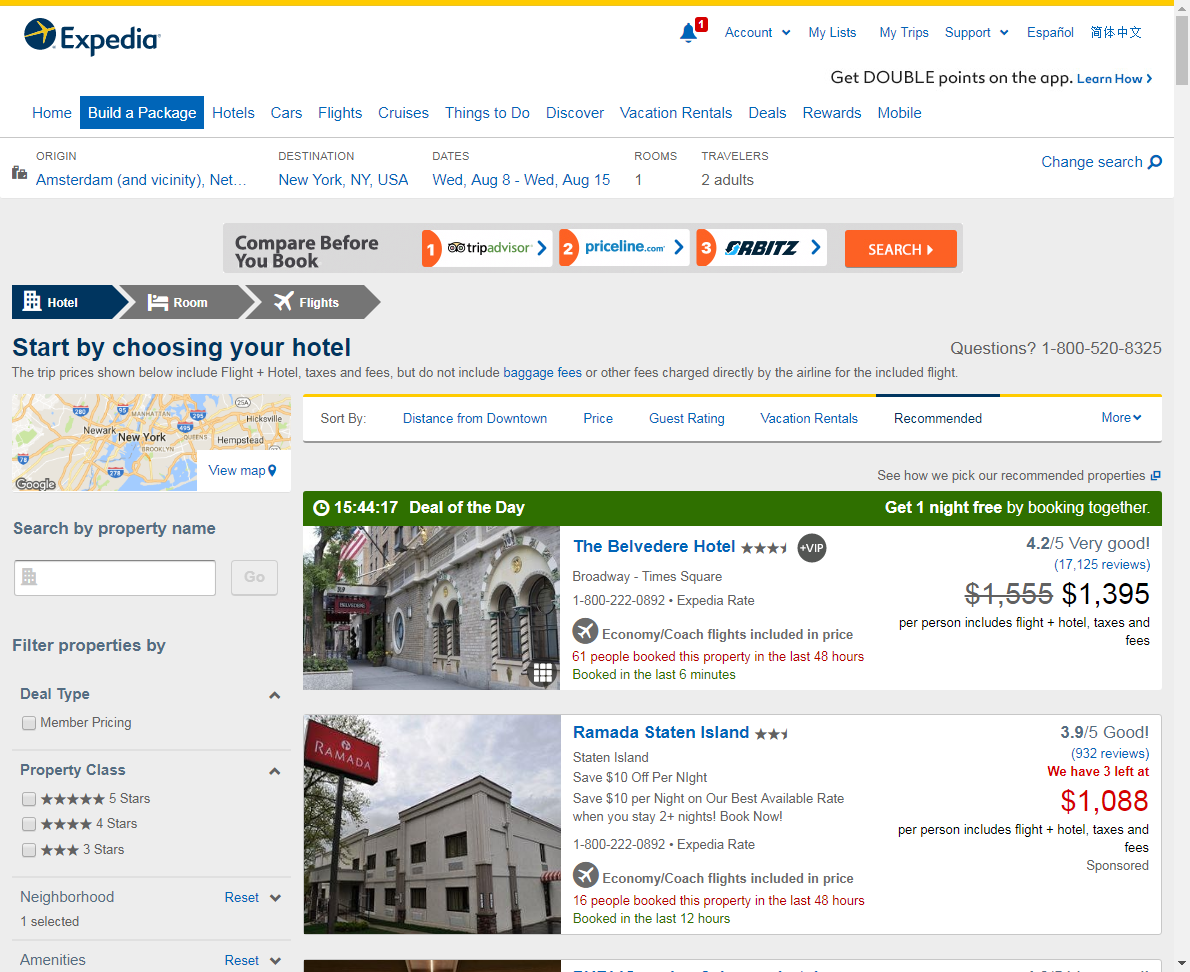 Expedia
1
Account
My Lists
My Trips
Support
Español
简体中文
Get DOUBLE points on the app. Learn How
Home
Build a Package
Hotels
Cars
Flights
Cruises
Things to Do
Discover
Vacation Rentals
Deals
Rewards
Mobile
ORIGIN
Amsterdam (and vicinity), Net…
DESTINATION
New York, NY, USA
DATES
Wed, Aug 8 - Wed, Aug 15
ROOMS
1
TRAVELERS
2 adults
Change search
Compare Before
You Book
1 tripadvisor
2 priceline.com
3 ORBITZ
SEARCH
Hotel
Room
Flights
Start by choosing your hotel
Questions? 1-800-520-8325
The trip prices shown below include Flight + Hotel, taxes and fees, but do not include baggage fees or other fees charged directly by the airline for the included flight.
280
95
MANHATTAN
25A
Hicksville
295
Newark
495
New York
QUEENS
Hempstead
BROOKLYN
78
278
Google
View map
Sort By:
Distance from Downtown
Price
Guest Rating
Vacation Rentals
Recommended
More
See how we pick our recommended properties
Search by property name
Go
Filter properties by
Deal Type
Member Pricing
Property Class
5 Stars
4 Stars
3 Stars
Neighborhood
Reset
1 selected
Amenities
Reset
15:44:17 Deal of the Day
Get 1 night free by booking together.
BELVEDERE
The Belvedere Hotel
+VIP
Broadway - Times Square
1-800-222-0892 • Expedia Rate
Economy/Coach flights included in price
61 people booked this property in the last 48 hours
Booked in the last 6 minutes
4.2/5 Very good!
(17,125 reviews)
$1,555 $1,395
per person includes flight + hotel, taxes and
fees
RAMADA
Ramada Staten Island
Staten Island
Save $10 Off Per NIght
Save $10 per Night on Our Best Available Rate
when you stay 2+ nights! Book Now!
1-800-222-0892 • Expedia Rate
Economy/Coach flights included in price
16 people booked this property in the last 48 hours
Booked in the last 12 hours
3.9/5 Good!
(932 reviews)
We have 3 left at
$1,088
per person includes flight + hotel, taxes and
fees
Sponsored